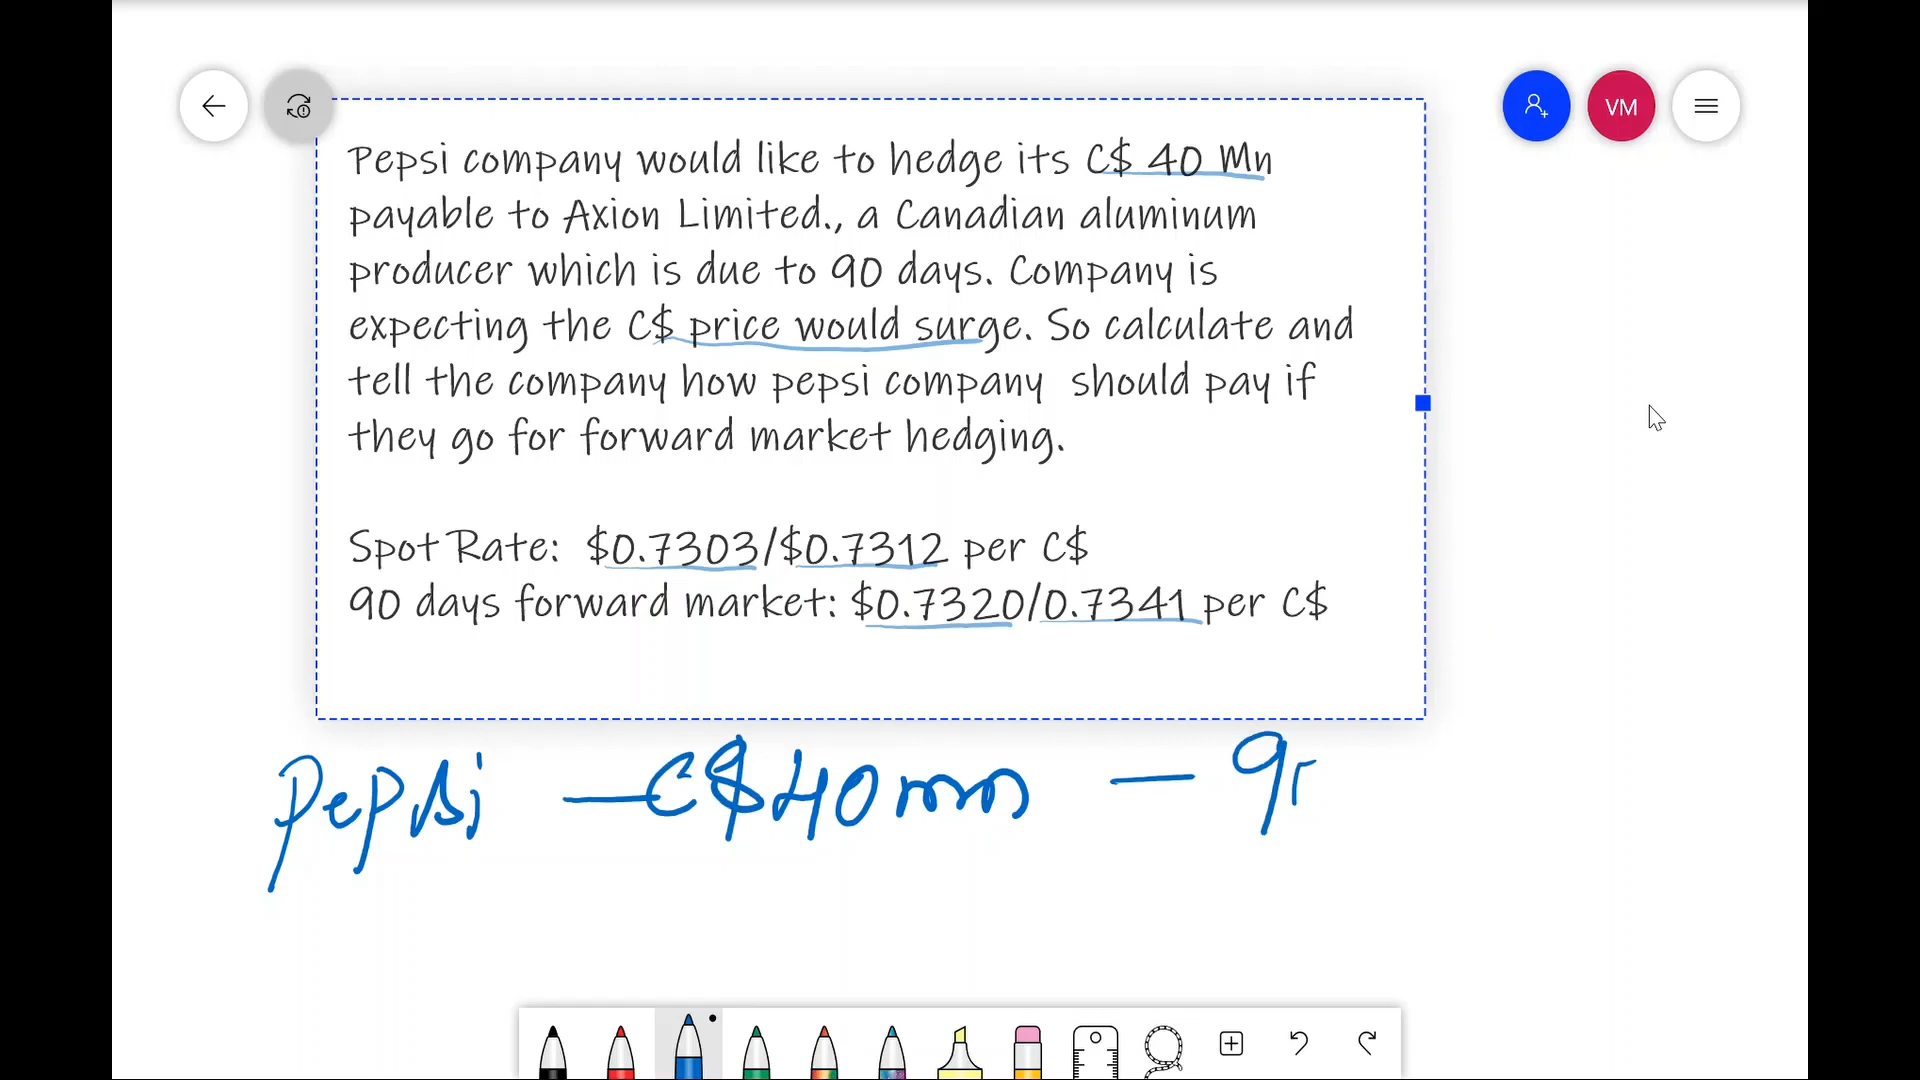 VM
Pepsi company would like to hedge its C$ 40 Mn
payable to Axion Limited., a Canadian aluminum
producer which is due to 90 days. Company is
expecting the C$ price would surge. So calculate and
tell the company how pepsi company should pay if
they go for forward market hedging.
Spot Rate: $0.7303/$0.7312 per C$
90 days forward market: $0.7320/0.7341 per C$
Pepsi — C$40mn — 9